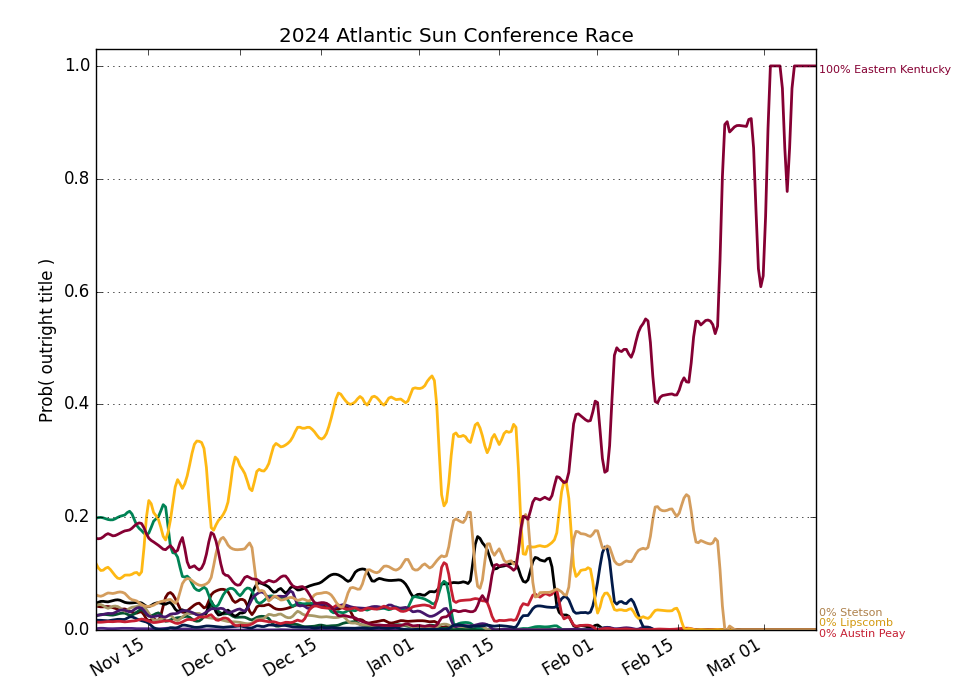 2024 Atlantic Sun Conference Race
1.0
100% Eastern Kentucky
0.8
0.6
Prob( outright title )
0.4
0.2
0% Stetson
0% Lipscomb
0.0
0% Austin Peay
Nov 15
Dec 01
Dec 15
Jan 01
Jan 15
Feb 01
Feb 15
Mar 01